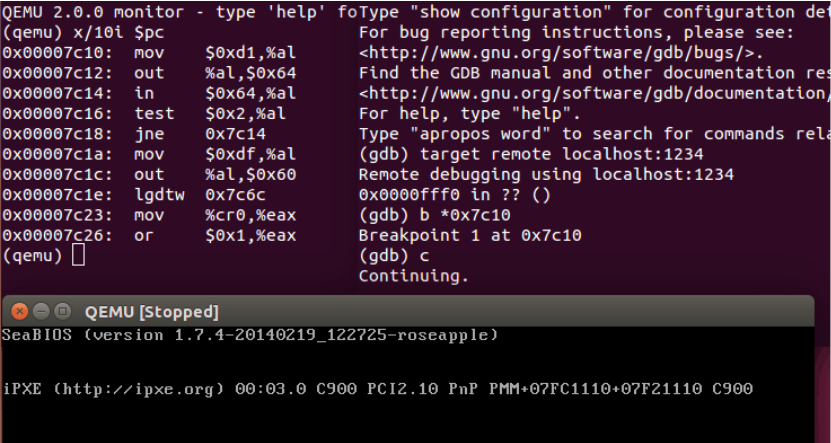 QEMU 2.0.0 monitor - type 'help' fo
(qemu) x/10i $pc
0x00007c10: mov $0xd1,%al
0x00007c12: out %al,$0x64
0x00007c14: in $0x64,%al
0x00007c16: test $0x2,%al
0x00007c18: jne 0x7c14
0x00007c1a: mov $0xdf,%al
0x00007c1c: out %al,$0x60
0x00007c1e: lgdtw 0x7c6c
0x00007c23: mov %cr0,%eax
0x00007c26: or $0x1,%eax
(qemu)
Type "show configuration" for configuration de
For bug reporting instructions, please see:
<http://www.gnu.org/software/gdb/bugs/>.
Find the GDB manual and other documentation res
<http://www.gnu.org/software/gdb/documentation/
For help, type "help".
Type "apropos word" to search for commands rela
(gdb) target remote localhost:1234
Remote debugging using localhost:1234
0x0000fff0 in ?? ()
(gdb) b *0x7c10
Breakpoint 1 at 0x7c10
(gdb) c
Continuing.
QEMU [Stopped]
SeaBIOS (version 1.7.4-20140219_122725-roseapple)
iPXE (http://ipxe.org) 00:03.0 C900 PCI2.10 PnP PMM+07FC1110+07F21110 C900